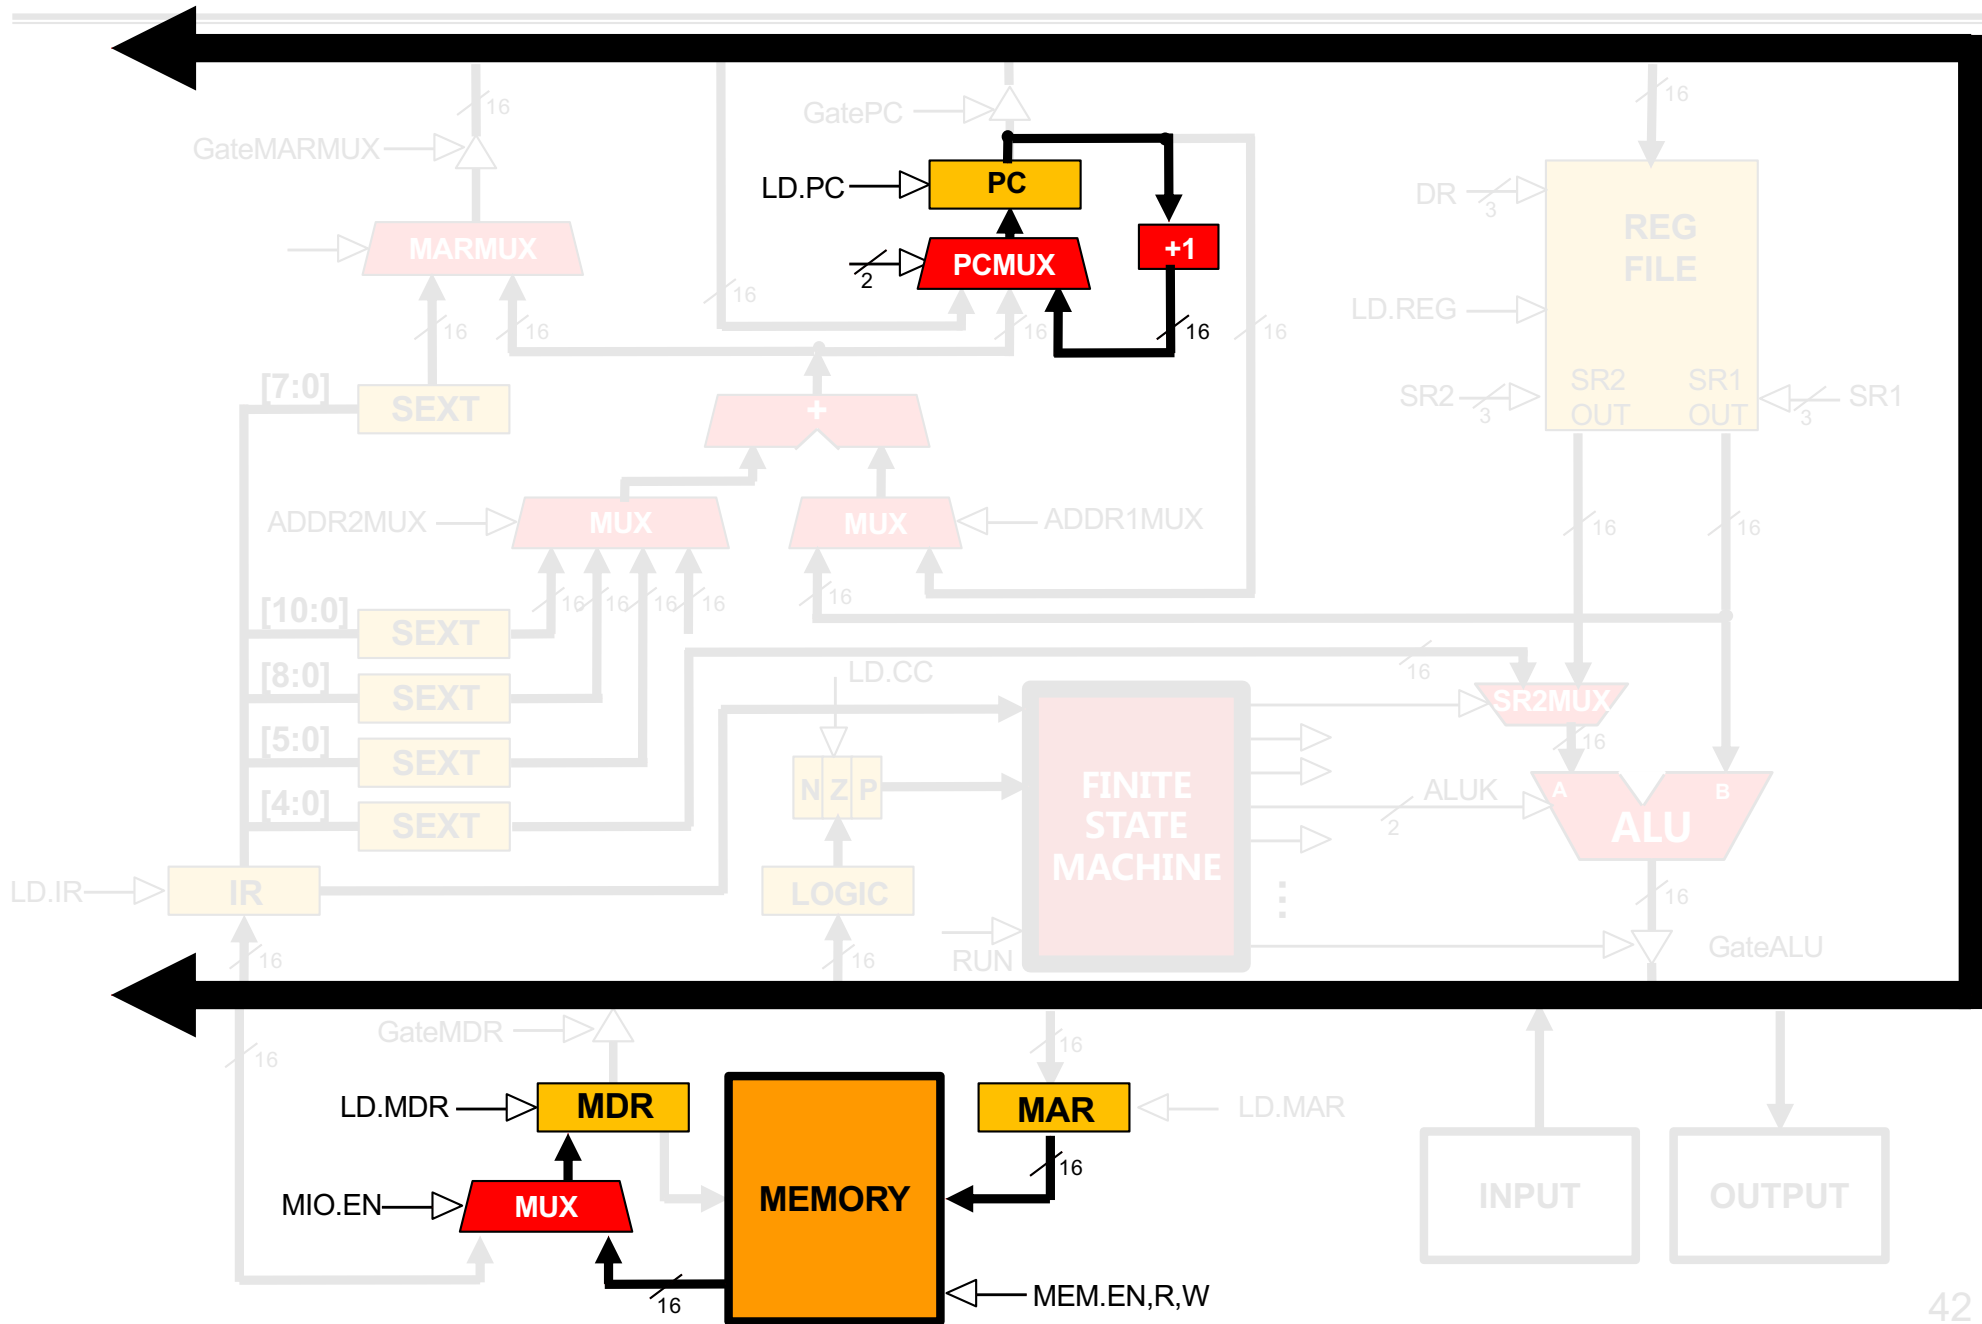 16
16
GatePC
GateMARMUX
LD.PC
PC
DR
3
REG
FILE
MARMUX
PCMUX
2
+1
16
LD.REG
16
16
16
16
16
[7:0]
SEXT
+
SR2
3
SR2
OUT
SR1
OUT
3
SR1
ADDR2MUX
MUX
MUX
ADDR1MUX
16
16
16
16
16
16
16
[10:0]
SEXT
16
LD.CC
[8:0]
SEXT
SR2MUX
[5:0]
SEXT
16
N Z P
FINITE
STATE
MACHINE
ALUK
2
A
B
ALU
[4:0]
SEXT
LD.IR
IR
LOGIC
16
16
16
RUN
GateALU
GateMDR
16
16
LD.MDR
MDR
MAR
LD.MAR
16
MIO.EN
MUX
MEMORY
INPUT
OUTPUT
16
MEM.EN,R,W
42